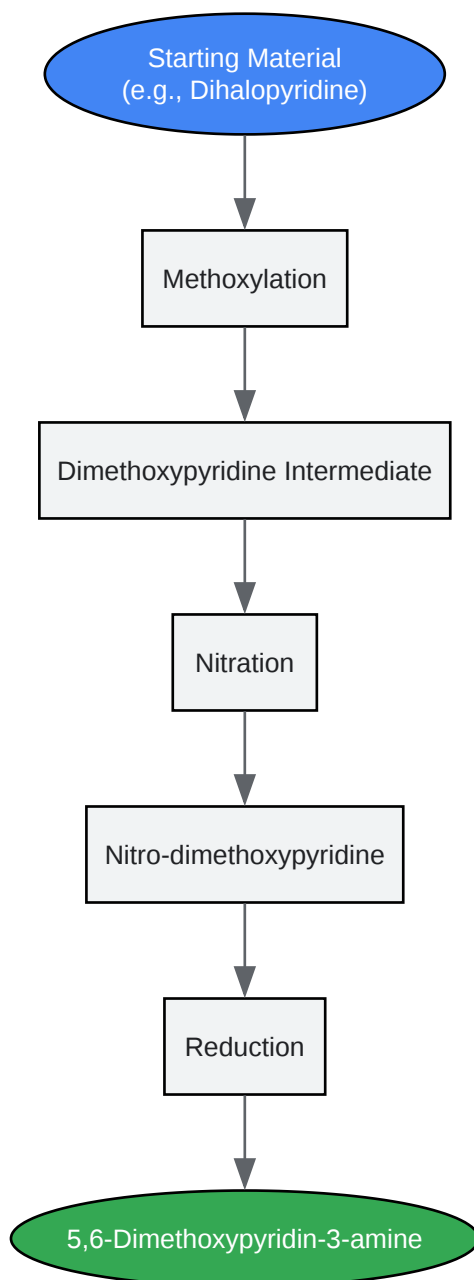 Starting Material
(e.g., Dihalopyridine)
Methoxylation
Dimethoxypyridine Intermediate
Nitration
Nitro-dimethoxypyridine
Reduction
5,6-Dimethoxypyridin-3-amine